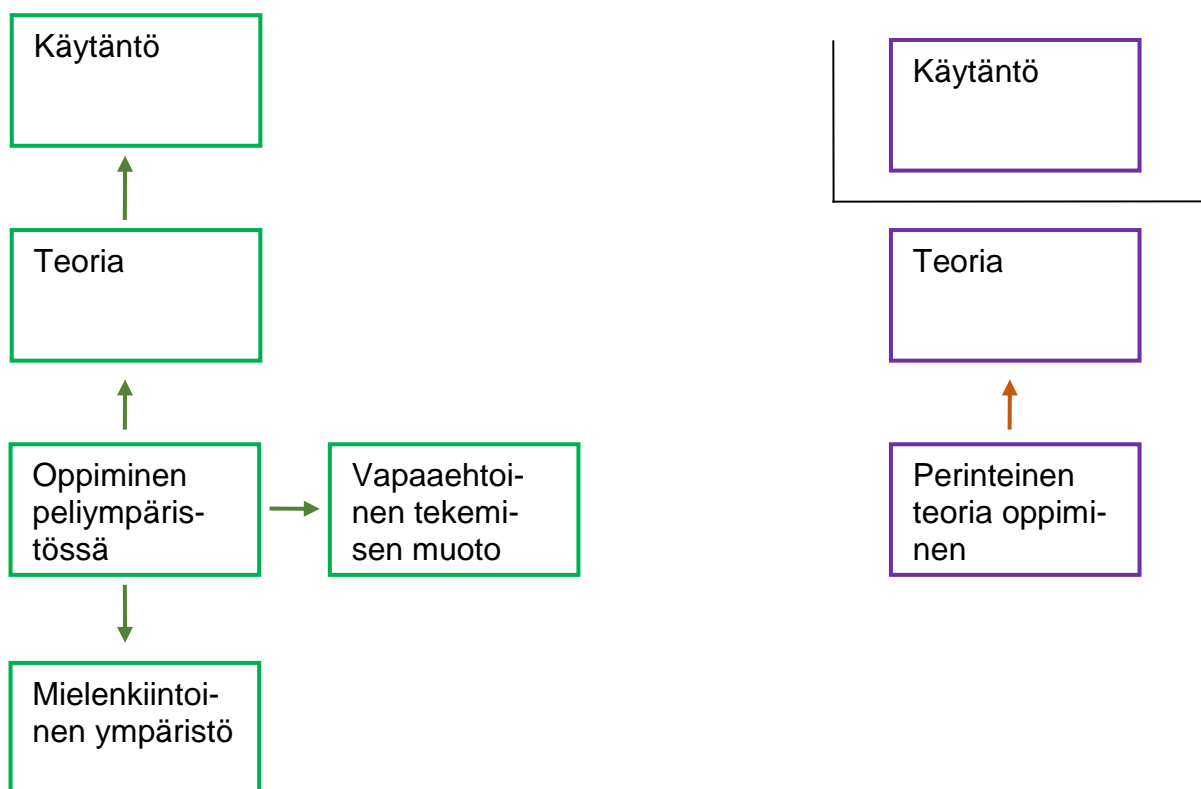 Käytäntö
Teoria
Oppiminen
peliympäris-
tössä
Vapaaehtoi-
nen tekemi-
sen muoto
Mielenkiintoi-
nen ympäristö
Käytäntö
Teoria
Perinteinen
teoria oppimi-
nen